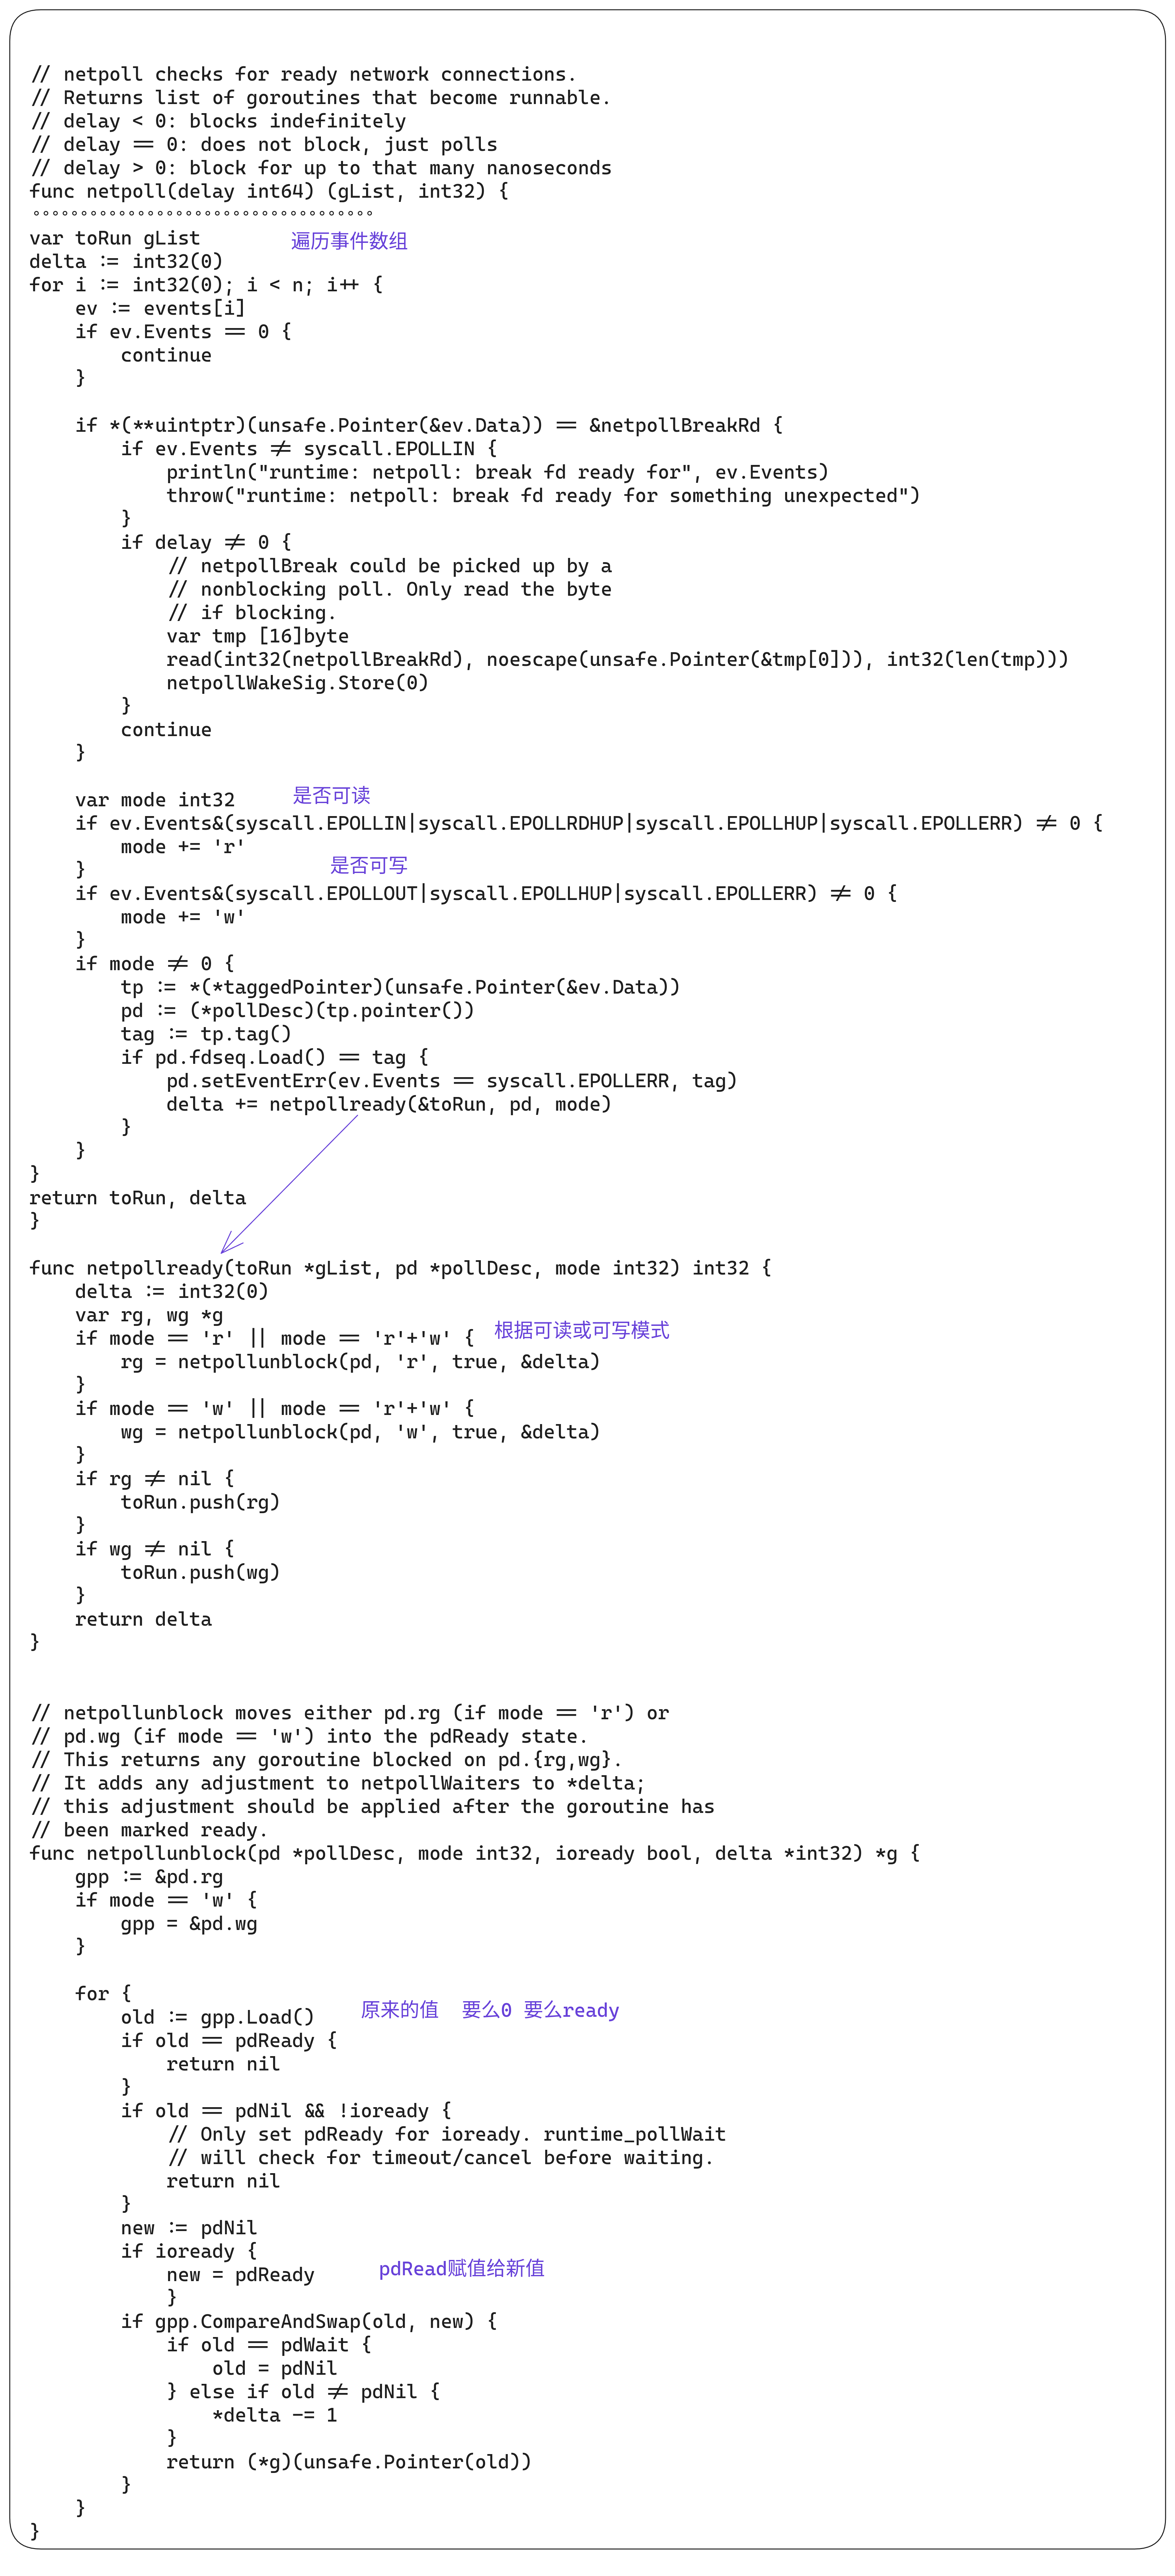 // netpoll checks for ready network connections.
// Returns list of goroutines that become runnable.
// delay < 0: blocks indefinitely
// delay == 0: does not block, just polls
// delay > 0: block for up to that many nanoseconds
func netpoll(delay int64) (gList, int32) {
。。。。。。。。。。。。。。。。。。。。。。。。。。。。。。。。。。。。
var toRun gList
遍历事件数组
delta := int32(0)
for i := int32(0); i < n; i++ {
    ev := events[i]
    if ev.Events == 0 {
        continue
    }

    if *(**uintptr)(unsafe.Pointer(&ev.Data)) == &netpollBreakRd {
        if ev.Events != syscall.EPOLLIN {
            println("runtime: netpoll: break fd ready for", ev.Events)
            throw("runtime: netpoll: break fd ready for something unexpected")
        }
        if delay != 0 {
            // netpollBreak could be picked up by a
            // nonblocking poll. Only read the byte
            // if blocking.
            var tmp [16]byte
            read(int32(netpollBreakRd), noescape(unsafe.Pointer(&tmp[0])), int32(len(tmp)))
            netpollWakeSig.Store(0)
        }
        continue
    }

    var mode int32
是否可读
    if ev.Events&(syscall.EPOLLIN|syscall.EPOLLRDHUP|syscall.EPOLLHUP|syscall.EPOLLERR) != 0 {
        mode += 'r'
    }
是否可写
    if ev.Events&(syscall.EPOLLOUT|syscall.EPOLLHUP|syscall.EPOLLERR) != 0 {
        mode += 'w'
    }
    if mode != 0 {
        tp := *(*taggedPointer)(unsafe.Pointer(&ev.Data))
        pd := (*pollDesc)(tp.pointer())
        tag := tp.tag()
        if pd.fdseq.Load() == tag {
            pd.setEventErr(ev.Events == syscall.EPOLLERR, tag)
            delta += netpollready(&toRun, pd, mode)
        }
    }
}
return toRun, delta
}

func netpollready(toRun *gList, pd *pollDesc, mode int32) int32 {
    delta := int32(0)
    var rg, wg *g
    if mode == 'r' || mode == 'r'+'w' {
根据可读或可写模式
        rg = netpollunblock(pd, 'r', true, &delta)
    }
    if mode == 'w' || mode == 'r'+'w' {
        wg = netpollunblock(pd, 'w', true, &delta)
    }
    if rg != nil {
        toRun.push(rg)
    }
    if wg != nil {
        toRun.push(wg)
    }
    return delta
}

// netpollunblock moves either pd.rg (if mode == 'r') or
// pd.wg (if mode == 'w') into the pdReady state.
// This returns any goroutine blocked on pd.{rg,wg}.
// It adds any adjustment to netpollWaiters to *delta;
// this adjustment should be applied after the goroutine has
// been marked ready.
func netpollunblock(pd *pollDesc, mode int32, ioready bool, delta *int32) *g {
    gpp := &pd.rg
    if mode == 'w' {
        gpp = &pd.wg
    }

    for {
        old := gpp.Load()
原来的值  要么0 要么ready
        if old == pdReady {
            return nil
        }
        if old == pdNil && !ioready {
            // Only set pdReady for ioready. runtime_pollWait
            // will check for timeout/cancel before waiting.
            return nil
        }
        new := pdNil
        if ioready {
            new = pdReady
pdRead赋值给新值
            }
        if gpp.CompareAndSwap(old, new) {
            if old == pdWait {
                old = pdNil
            } else if old != pdNil {
                *delta -= 1
            }
            return (*g)(unsafe.Pointer(old))
        }
    }
}